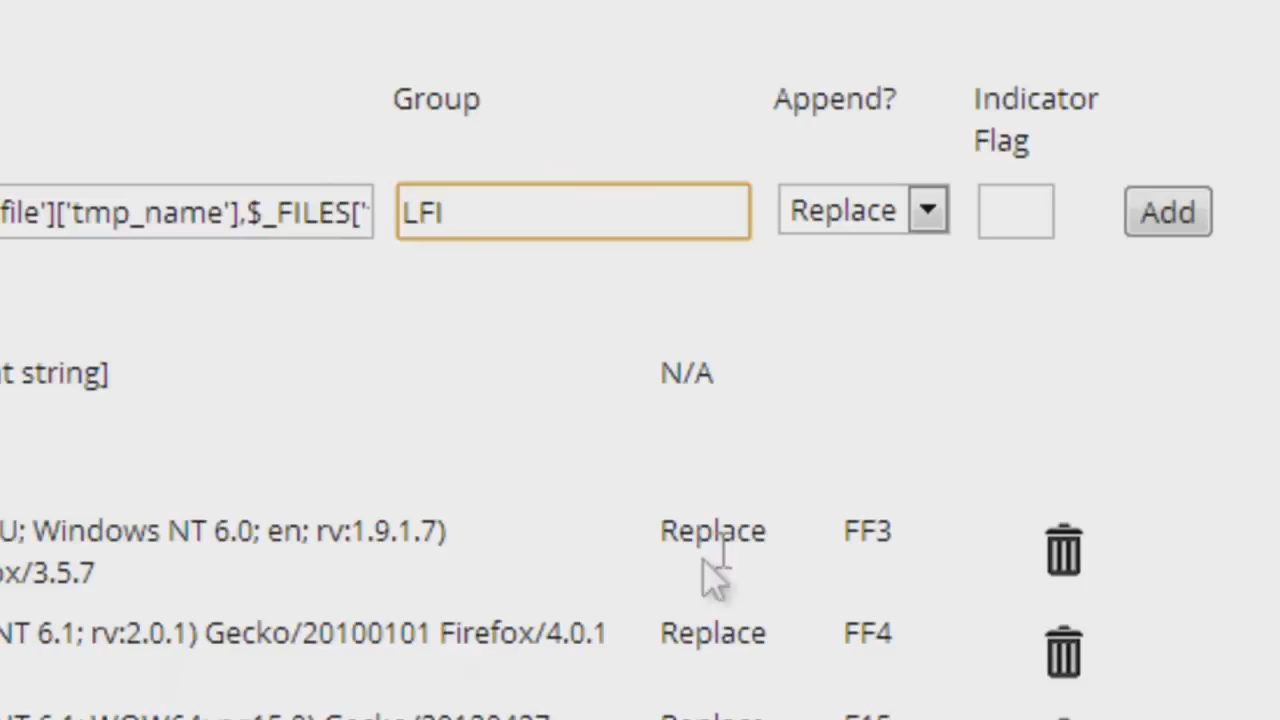 Group Append? Indicator
Flag
file']['tmp_name'],$_FILES[' LFI Replace Add
t string] N/A
U; Windows NT 6.0; en; rv:1.9.1.7) Replace FF3
ox/3.5.7
NT 6.1; rv:2.0.1) Gecko/20100101 Firefox/4.0.1 Replace FF4